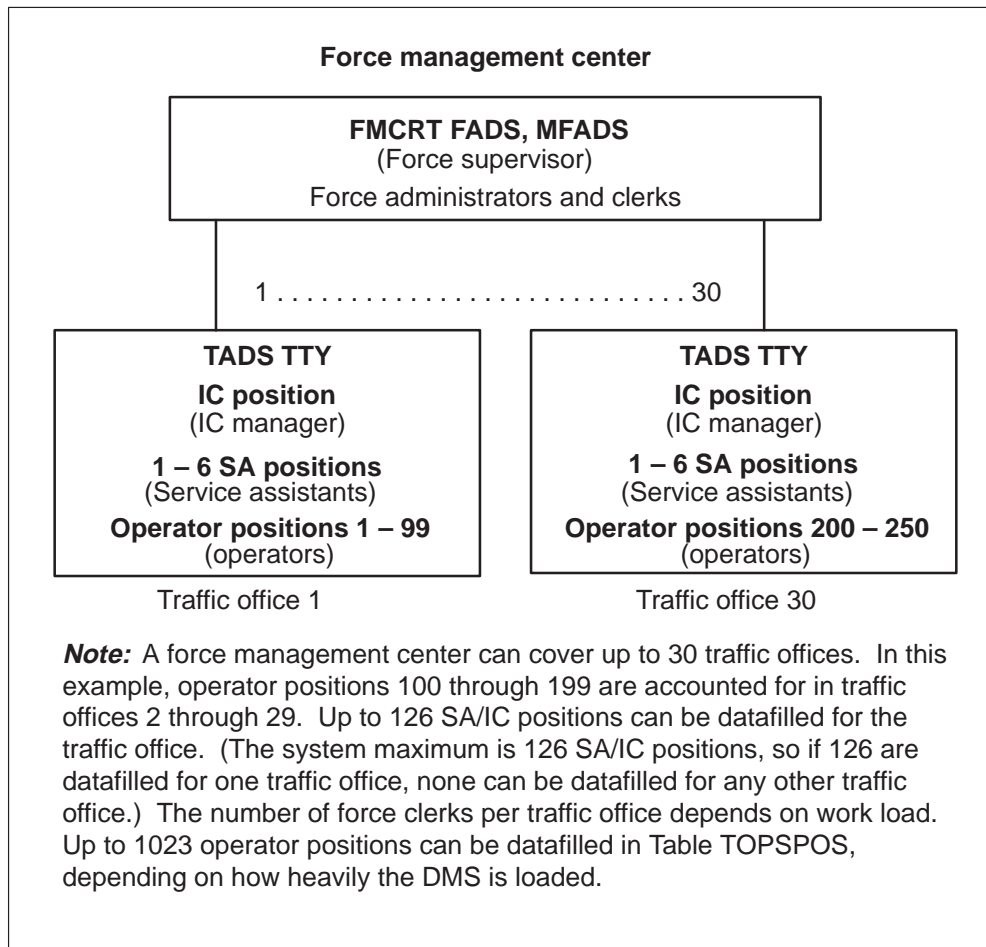 Force management center
FMCRT FADS, MFADS
(Force supervisor)
Force administrators and clerks
1 . . . . . . . . . . . . . . . . . . . . . . . . . . . . 30
TADS TTY
IC position
(IC manager)
1 – 6 SA positions
(Service assistants)
Operator positions 1 – 99
(operators)
Traffic office 1
TADS TTY
IC position
(IC manager)
1 – 6 SA positions
(Service assistants)
Operator positions 200 – 250
(operators)
Traffic office 30
Note: A force management center can cover up to 30 traffic offices. In this
example, operator positions 100 through 199 are accounted for in traffic
offices 2 through 29. Up to 126 SA/IC positions can be datafilled for the
traffic office. (The system maximum is 126 SA/IC positions, so if 126 are
datafilled for one traffic office, none can be datafilled for any other traffic
office.) The number of force clerks per traffic office depends on work load.
Up to 1023 operator positions can be datafilled in Table TOPSPOS,
depending on how heavily the DMS is loaded.